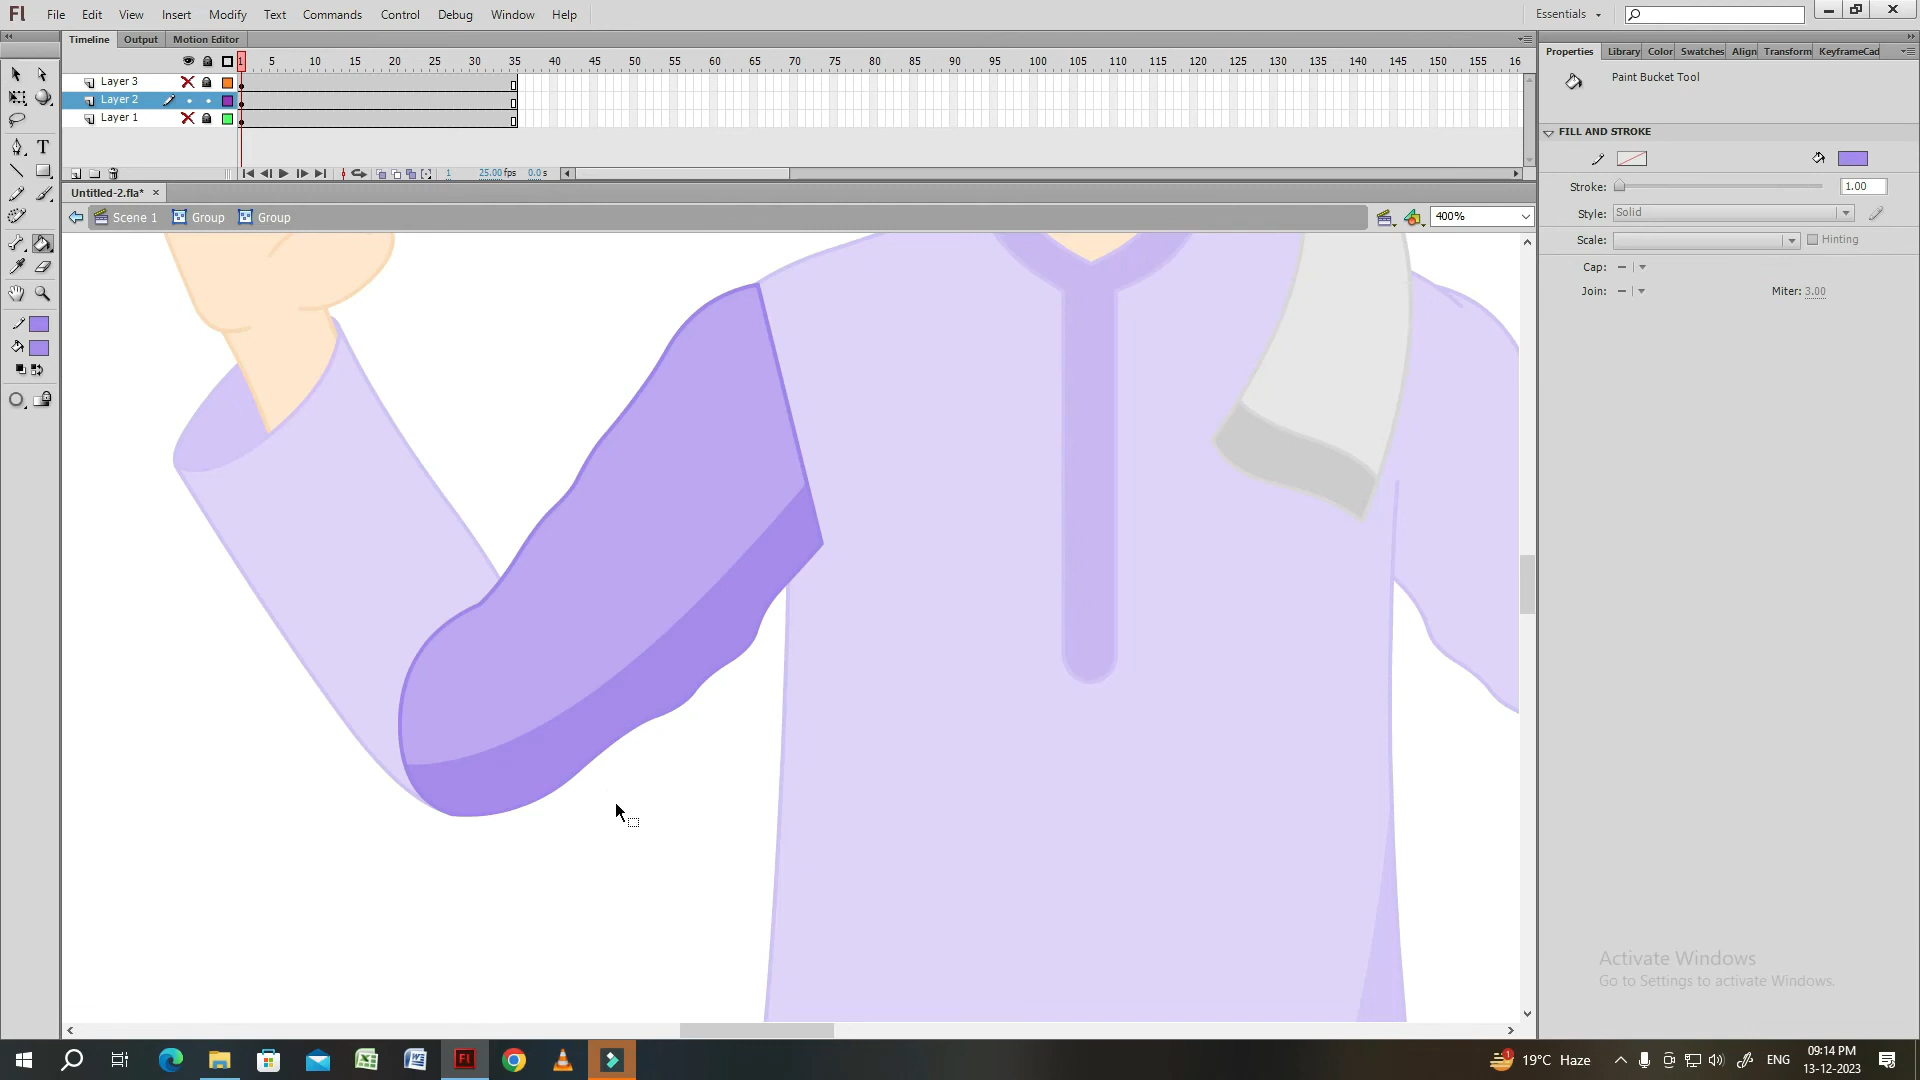 Fl File Edit View Insert Modify Text Commands Control Debug Window Help Essentials
Timeline Output Motion Editor
1 5 10 15 20 25 30 35 40 45 50 55 60 65 70 75 80 85 90 95 100 105 110 115 120 125 130 135 140 145 150 155 16
Layer 3
Layer 2
Layer 1
1 25.00 fps 0.0 s
Untitled-2.fla* ×
Scene 1 Group Group 400%
T
Properties Library Color Swatches Align Transform KeyframeCad
Paint Bucket Tool
FILL AND STROKE
Stroke: 1.00
Style: Solid
Scale: Hinting
Cap:
Join: Miter: 3.00
Activate Windows
Go to Settings to activate Windows.
Fl 1 19°C Haze ENG 09:14 PM
13-12-2023